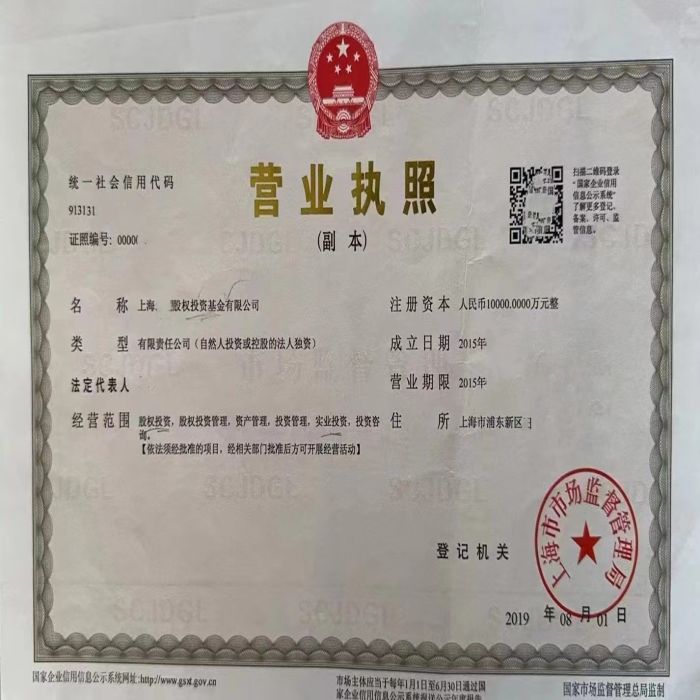 营业执照
(副 本)
统一社会信用代码
913131
证照编号: 0000
扫描二维码登录
“国家企业信用
信息公示系统”
了解更多登记、
备案、许可、监
管信息。
名 称 上海 股权投资基金有限公司
类 型 有限责任公司（自然人投资或控股的法人独资）
法定代表人
经营范围 股权投资，股权投资管理，资产管理，投资管理，实业投资，投资咨
询。
【依法须经批准的项目，经相关部门批准后方可开展经营活动】
注册资本 人民币10000.0000万元整
成立日期 2015年
营业期限 2015年
住 所 上海市浦东新区
登记机关
上海市市场监督管理局
2019 年 08 月 01 日
国家企业信用信息公示系统网址:http://www.gsxt.gov.cn
市场主体应当于每年1月1日至6月30日通过国
家企业信用信息公示系统报送公示年度报告
国家市场监督管理总局监制
SCJDGL
SCJDGL
市场监督管理
SCJDGL
SCJDGL
SCJDGL